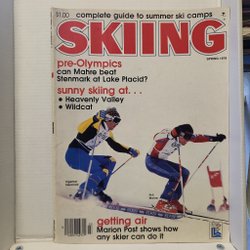 $1.00
complete guide to summer ski camps
SKIING
SPRING 1979
pre-Olympics
can Mahre beat
Stenmark at Lake Placid?
sunny skiing at. . .
• Heavenly Valley
• Wildcat
getting air
Marion Post shows how
any skier can do it